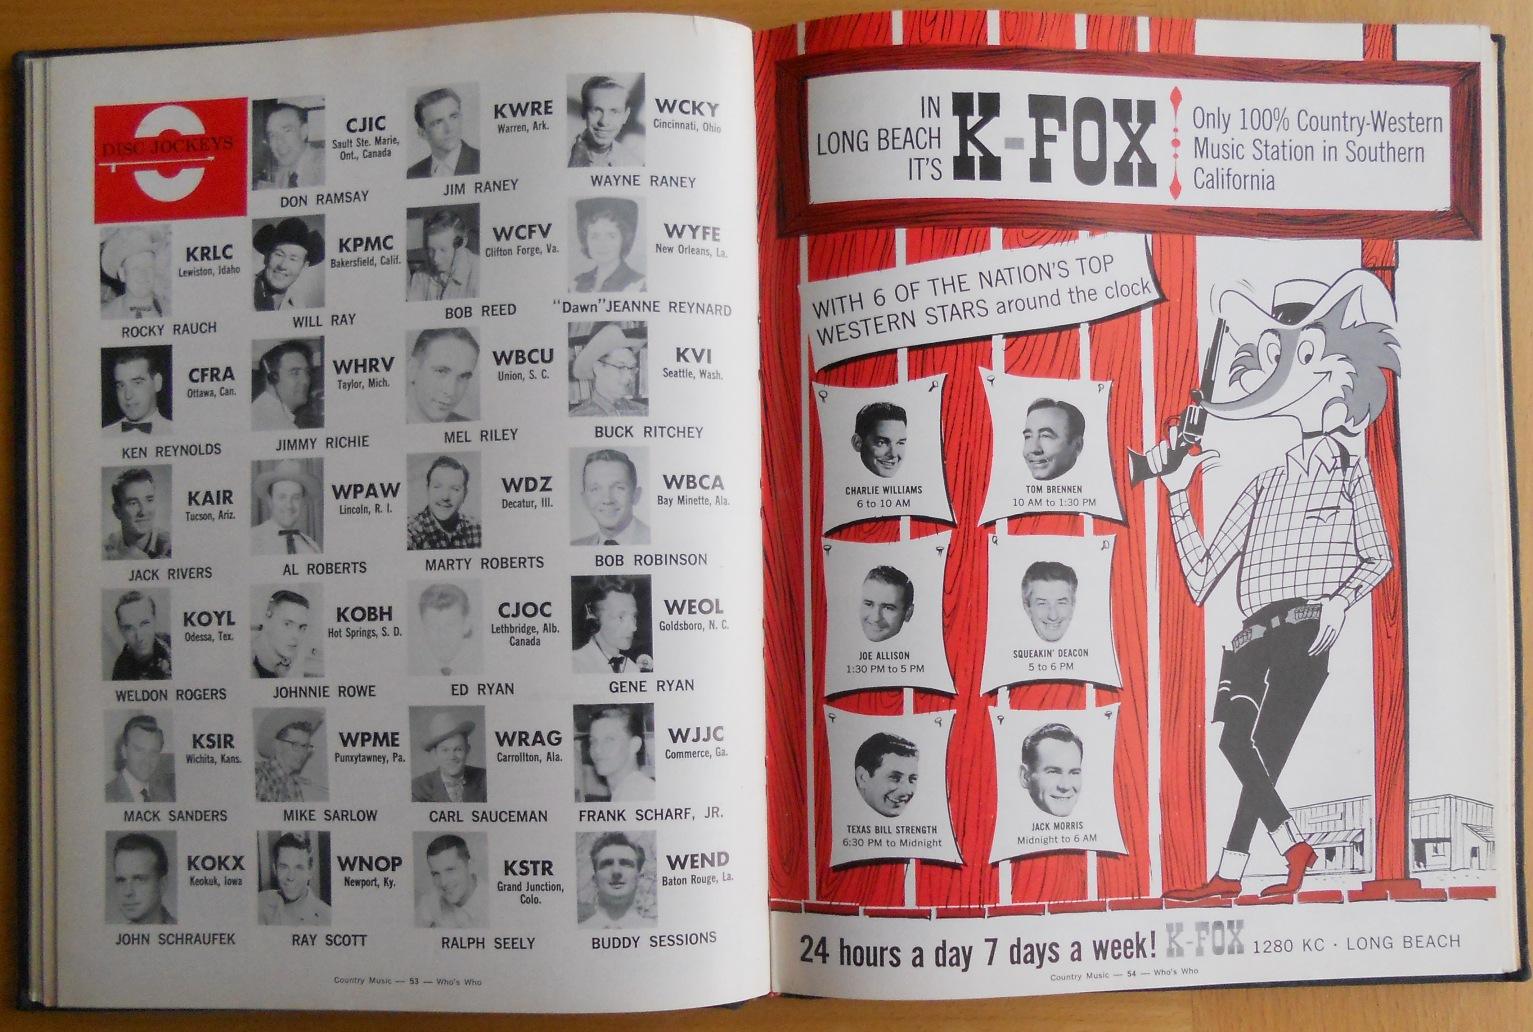 DISC JOCKEYS
CJIC
Sault Ste. Marie,
Ont., Canada
DON RAMSAY
KWRE
Warren, Ark.
JIM RANEY
WCKY
Cincinnati, Ohio
WAYNE RANEY
KRLC
Lewiston, Idaho
ROCKY RAUCH
KPMC
Bakersfield, Calif.
WILL RAY
WCFV
Clifton Forge, Va.
BOB REED
WYFE
New Orleans, La.
"Dawn" JEANNE REYNARD
CFRA
Ottawa, Can.
KEN REYNOLDS
WHRV
Taylor, Mich.
JIMMY RICHIE
WBCU
Union, S. C.
MEL RILEY
KVI
Seattle, Wash.
BUCK RITCHEY
KAIR
Tucson, Ariz.
JACK RIVERS
WPAW
Lincoln, R. I.
AL ROBERTS
WDZ
Decatur, Ill.
MARTY ROBERTS
WBCA
Bay Minette, Ala.
BOB ROBINSON
KOYL
Odessa, Tex.
WELDON ROGERS
KOBH
Hot Springs, S. D.
JOHNNIE ROWE
CJOC
Lethbridge, Alb.
Canada
ED RYAN
WEOL
Goldsboro, N. C.
GENE RYAN
KSIR
Wichita, Kans.
MACK SANDERS
WPME
Punxytawney, Pa.
MIKE SARLOW
WRAG
Carrollton, Ala.
CARL SAUCEMAN
WJJC
Commerce, Ga.
FRANK SCHARF, JR.
KOKX
Keokuk, Iowa
JOHN SCHRAUFEK
WNOP
Newport, Ky.
RAY SCOTT
KSTR
Grand Junction,
Colo.
RALPH SEELY
WEND
Baton Rouge, La.
BUDDY SESSIONS
Country Music — 53 — Who's Who
IN
LONG BEACH
IT'S
K-FOX
Only 100% Country-Western
Music Station in Southern
California
WITH 6 OF THE NATION'S TOP
WESTERN STARS around the clock
CHARLIE WILLIAMS
6 to 10 AM
TOM BRENNEN
10 AM to 1:30 PM
JOE ALLISON
1:30 PM to 5 PM
SQUEAKIN' DEACON
5 to 6 PM
TEXAS BILL STRENGTH
6:30 PM to Midnight
JACK MORRIS
Midnight to 6 AM
24 hours a day 7 days a week! K-FOX 1280 KC · LONG BEACH
Country Music — 54 — Who's Who